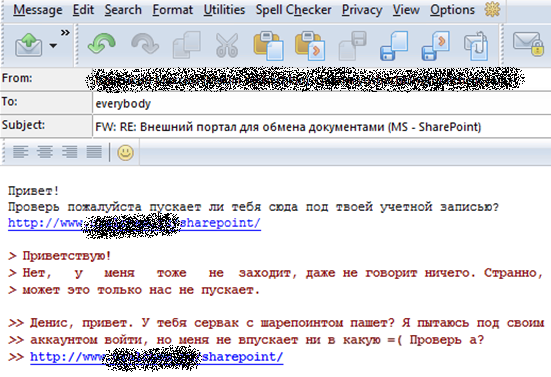 Message Edit Search Format Utilities Spell Checker Privacy View Options
From:
To: everybody
Subject: FW: RE: Внешний портал для обмена документами (MS - SharePoint)
Привет!
Проверь пожалуйста пускает ли тебя сюда под твоей учетной записью?
http://www. sharepoint/
> Приветствую!
> Нет, у меня тоже не заходит, даже не говорит ничего. Странно,
> может это только нас не пускает.
>> Денис, привет. У тебя сервак с шарепоинтом пашет? Я пытаюсь под своим
>> аккаунтом войти, но меня не впускает ни в какую =( Проверь а?
>> http://www. sharepoint/